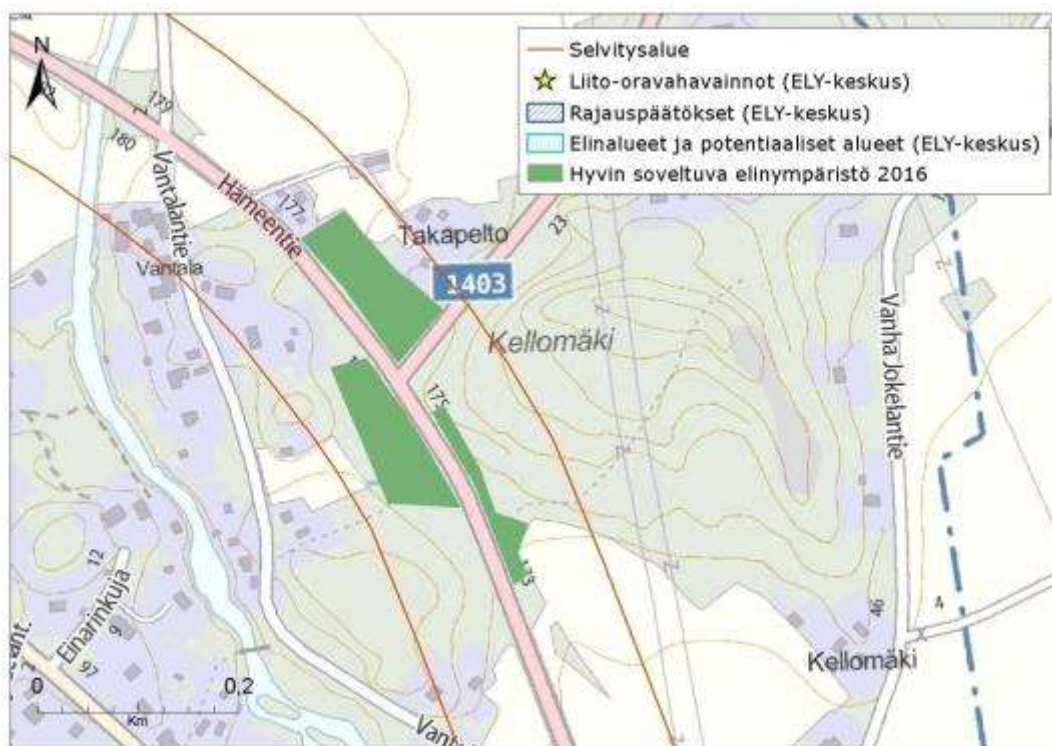 N
Selvitysalue
Liito-oravahavainnot (ELY-keskus)
Rajauspäätökset (ELY-keskus)
Elinalueet ja potentiaaliset alueet (ELY-keskus)
Hyvin soveltuva elinympäristö 2016
179
180
Vantalantie
Hämeentie
177
Takapelto
23
1403
Vantala
Kellomäki
175
Vanha Jokelantie
173
12
Einarinkuja
9
97
46
4
Kellomäki
0
0,2
Km